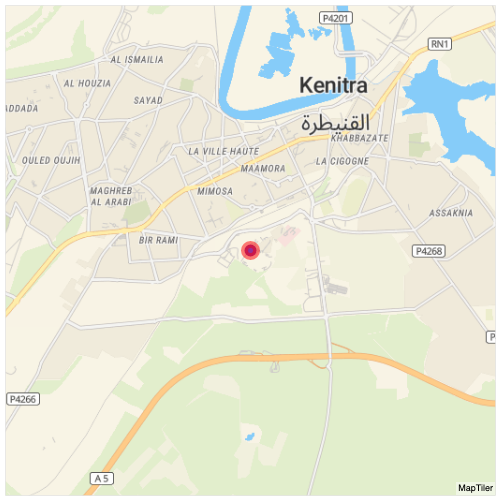 P4201
RN1
AL ISMAILIA
AL HOUZIA
Kenitra
القنيطرة
SAYAD
ADDADA
KHABBAZATE
LA VILLE HAUTE
OULED OUJIH
LA CIGOGNE
MAAMORA
MAGHREB
AL ARABI
MIMOSA
ASSAKNIA
BIR RAMI
P4268
P4266
A 5
MapTiler